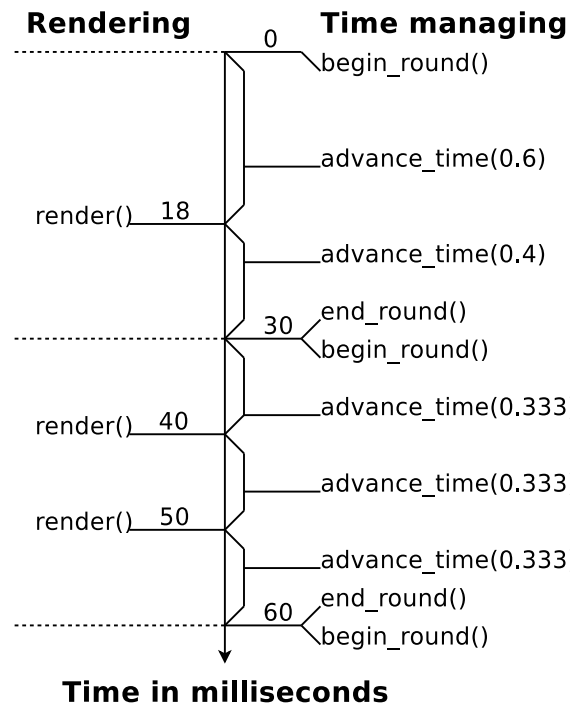 Rendering
Time managing
0
begin_round()
advance_time(0.6)
render()
18
advance_time(0.4)
end_round()
30
begin_round()
advance_time(0.333
render()
40
advance_time(0.333
render()
50
advance_time(0.333
end_round()
60
begin_round()
Time in milliseconds